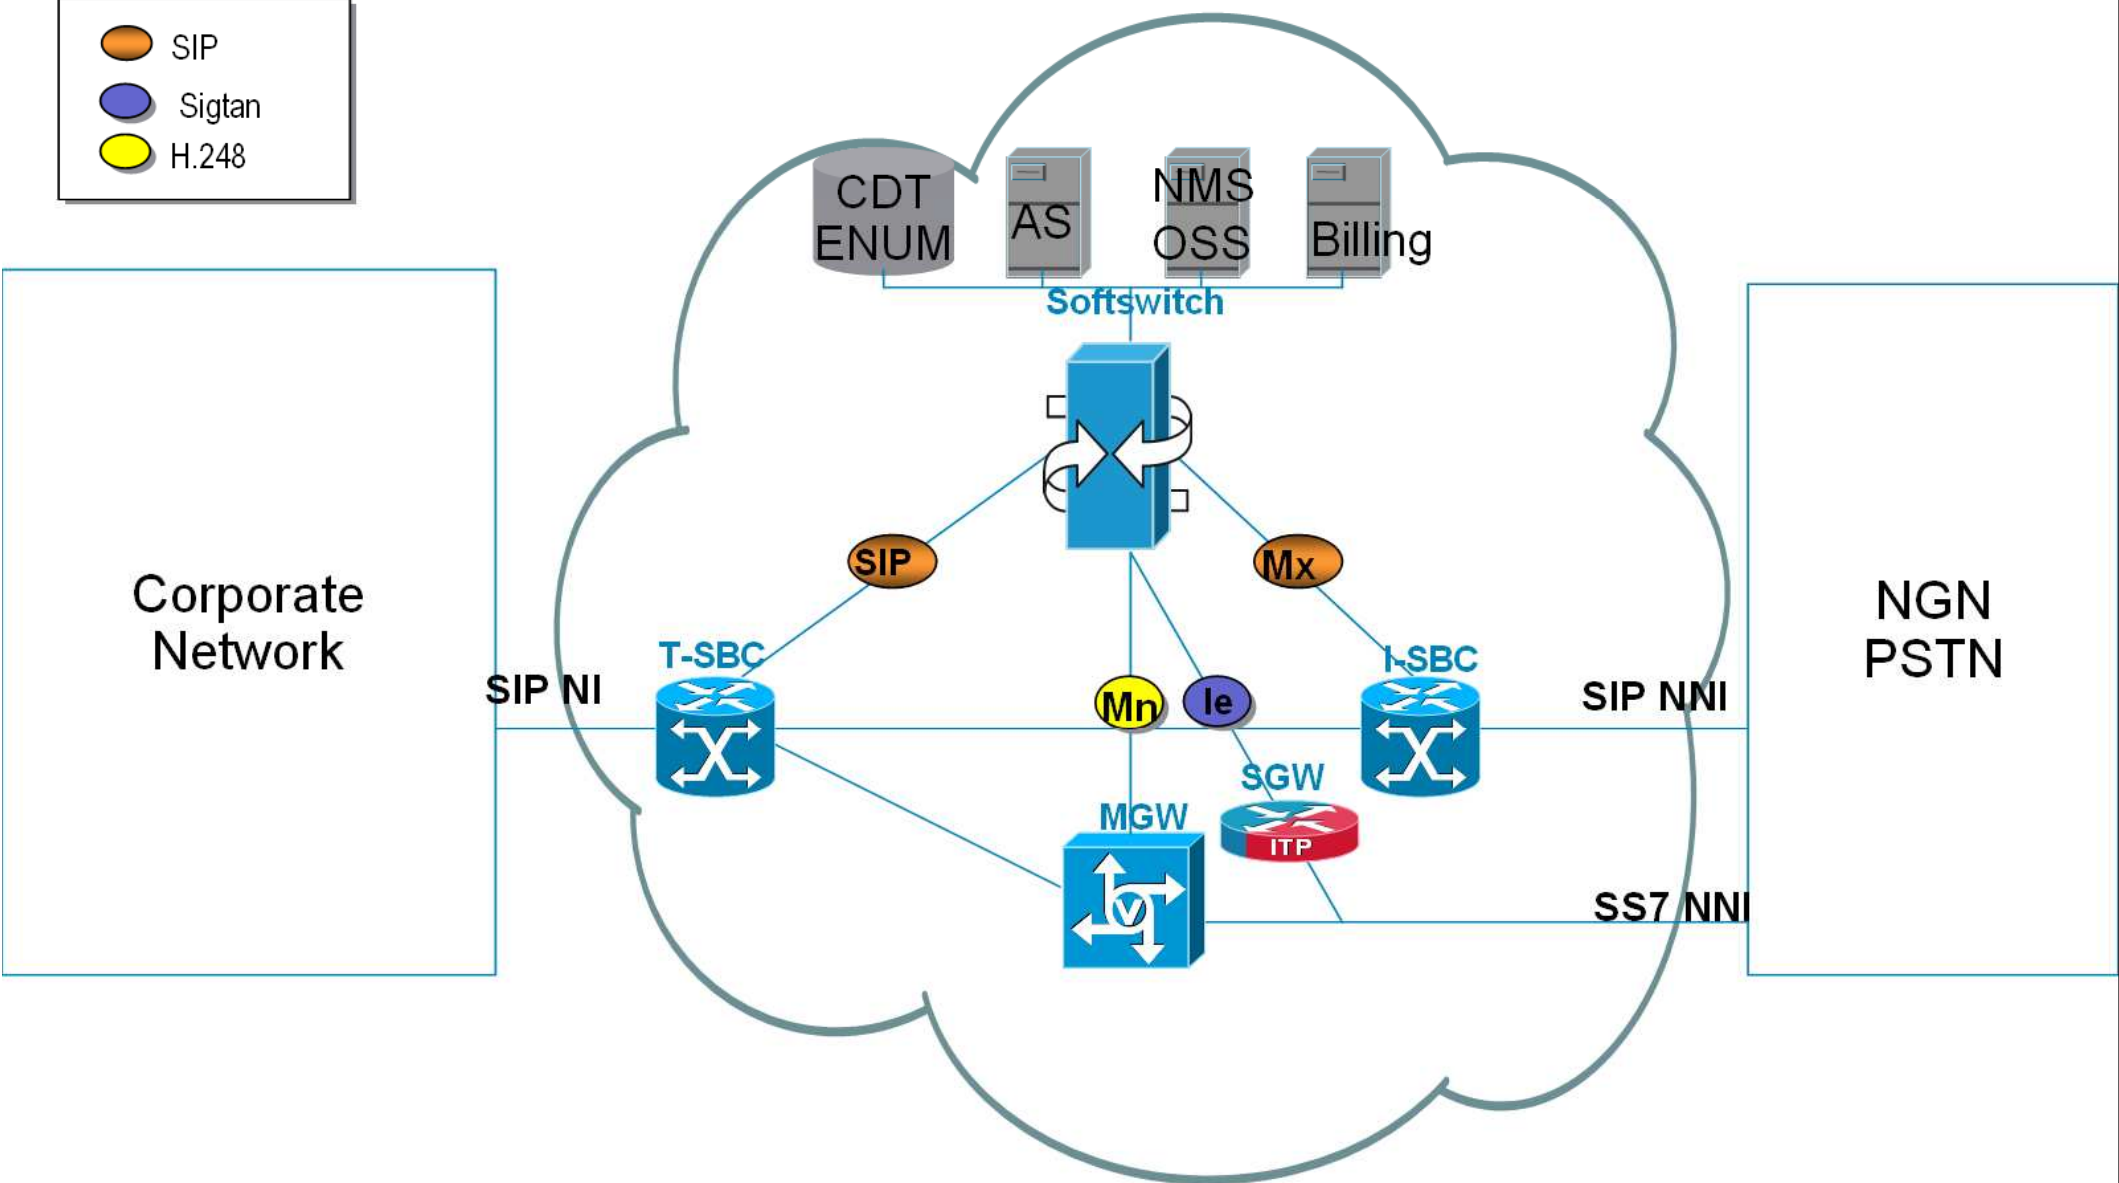 SIP
Sigtan
H.248
CDT
ENUM
AS
NMS
OSS
Billing
Softswitch
Corporate
Network
NGN
PSTN
SIP
Mx
T-SBC
I-SBC
SIP NI
Mn
Ie
SIP NNI
SGW
MGW
ITP
V
SS7 NNI